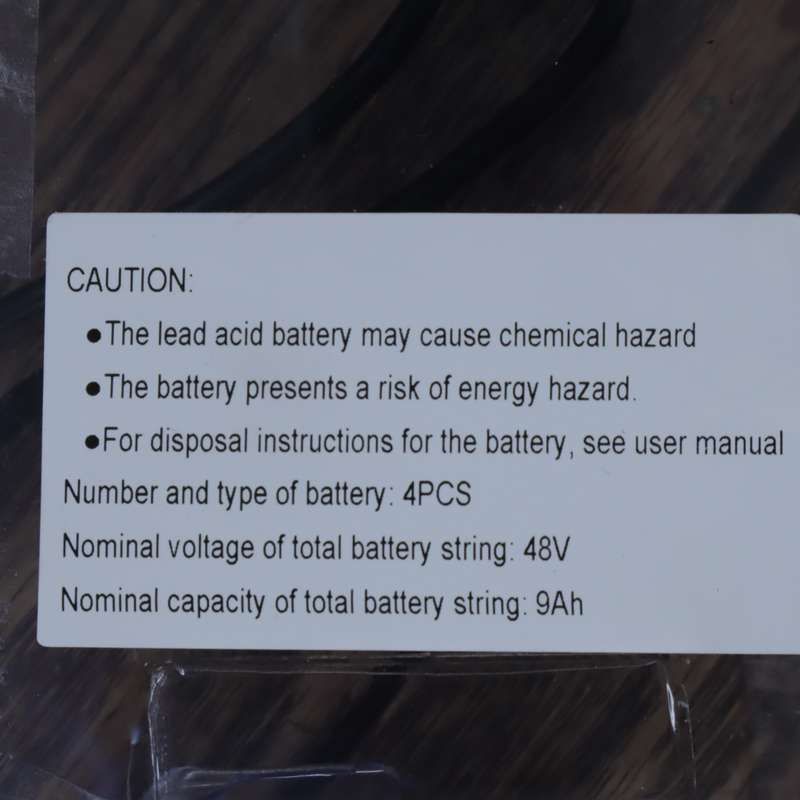 CAUTION:
●The lead acid battery may cause chemical hazard
●The battery presents a risk of energy hazard.
●For disposal instructions for the battery, see user manual
Number and type of battery: 4PCS
Nominal voltage of total battery string: 48V
Nominal capacity of total battery string: 9Ah